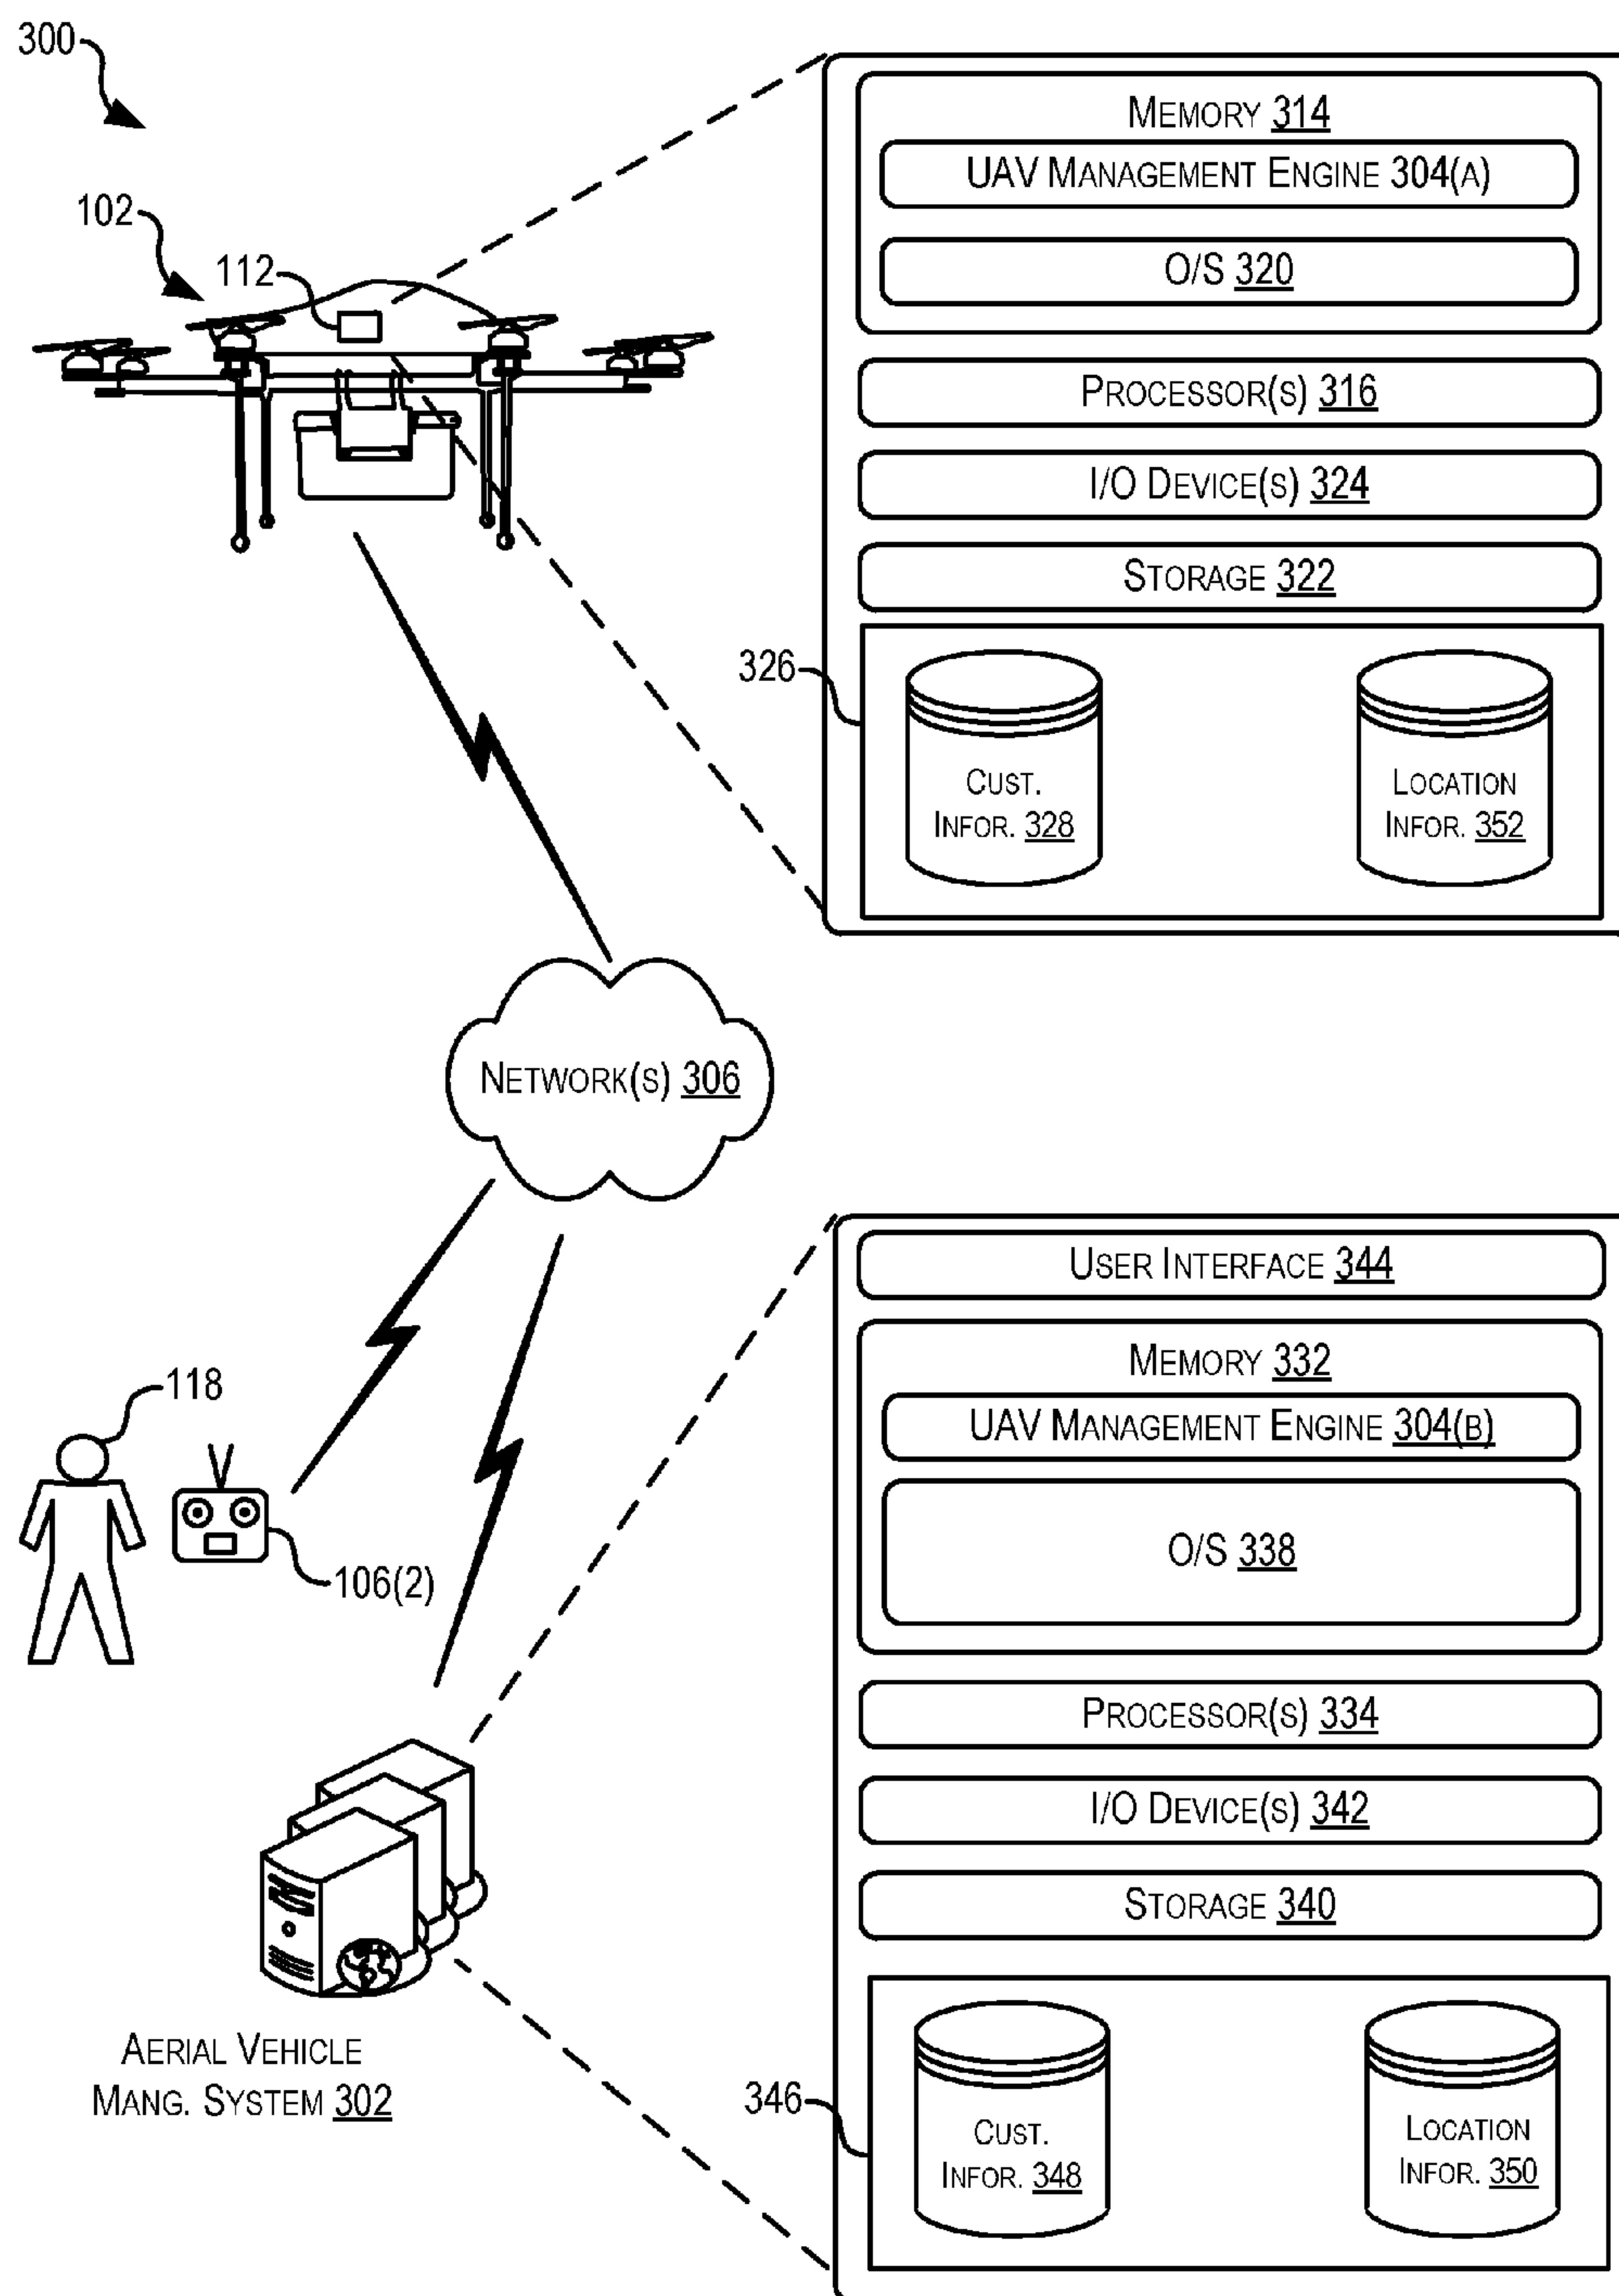 300
102
112
MEMORY 314
UAV MANAGEMENT ENGINE 304(A)
O/S 320
PROCESSOR(S) 316
I/O DEVICE(S) 324
STORAGE 322
326
CUST.
INFOR. 328
LOCATION
INFOR. 352
NETWORK(S) 306
118
106(2)
AERIAL VEHICLE
MANG. SYSTEM 302
USER INTERFACE 344
MEMORY 332
UAV MANAGEMENT ENGINE 304(B)
O/S 338
PROCESSOR(S) 334
I/O DEVICE(S) 342
STORAGE 340
346
CUST.
INFOR. 348
LOCATION
INFOR. 350